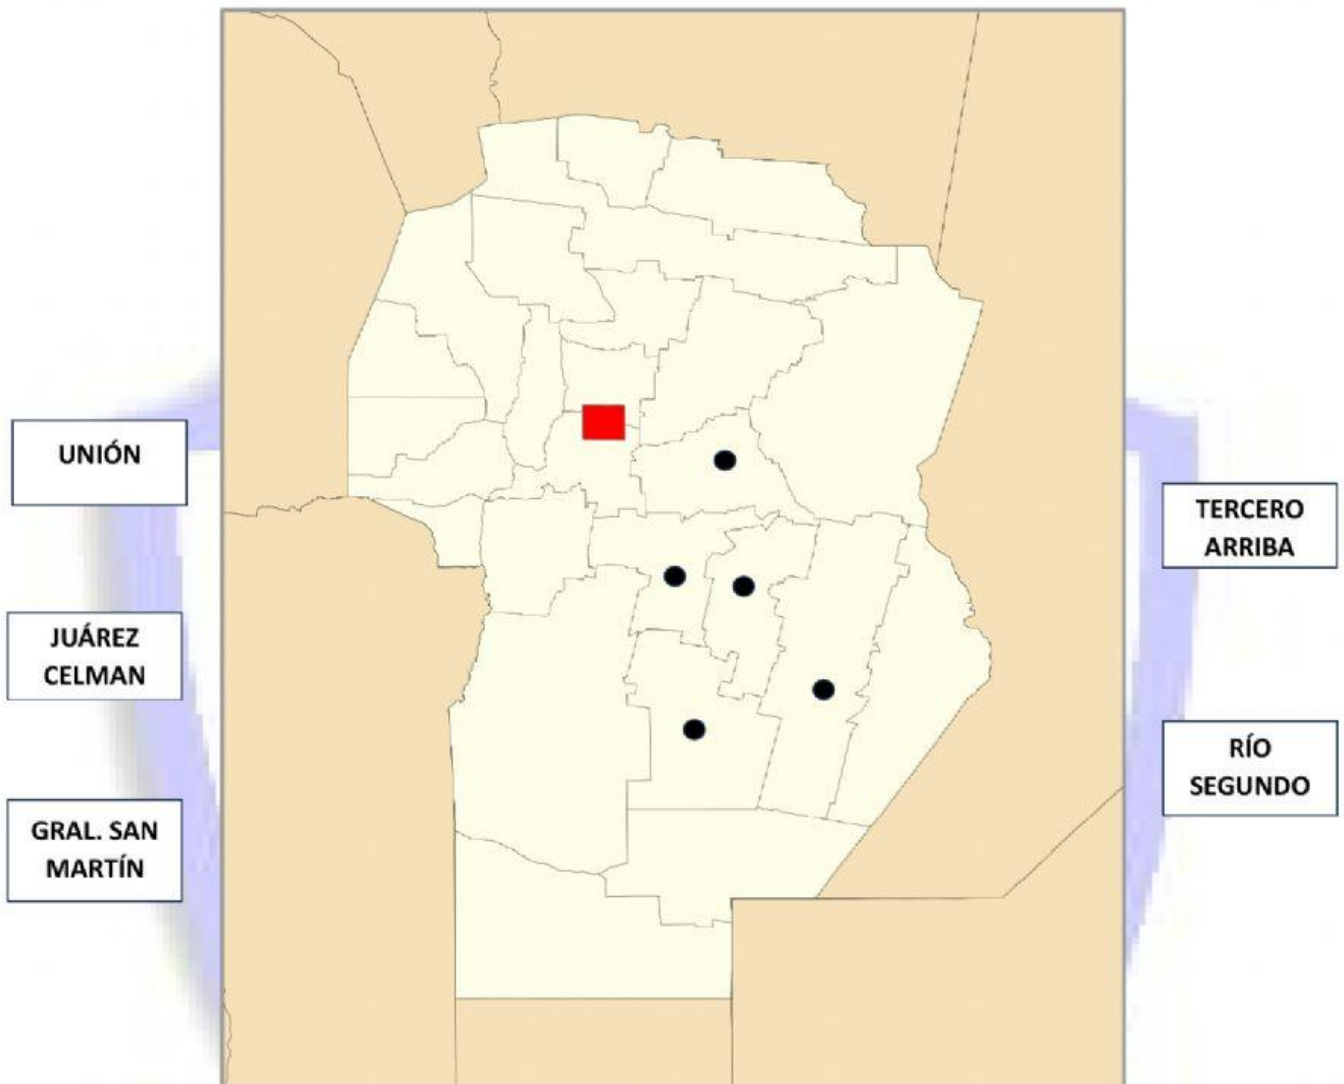 UNIÓN
JUÁREZ
CELMAN
GRAL. SAN
MARTÍN
TERCERO
ARRIBA
RÍO
SEGUNDO